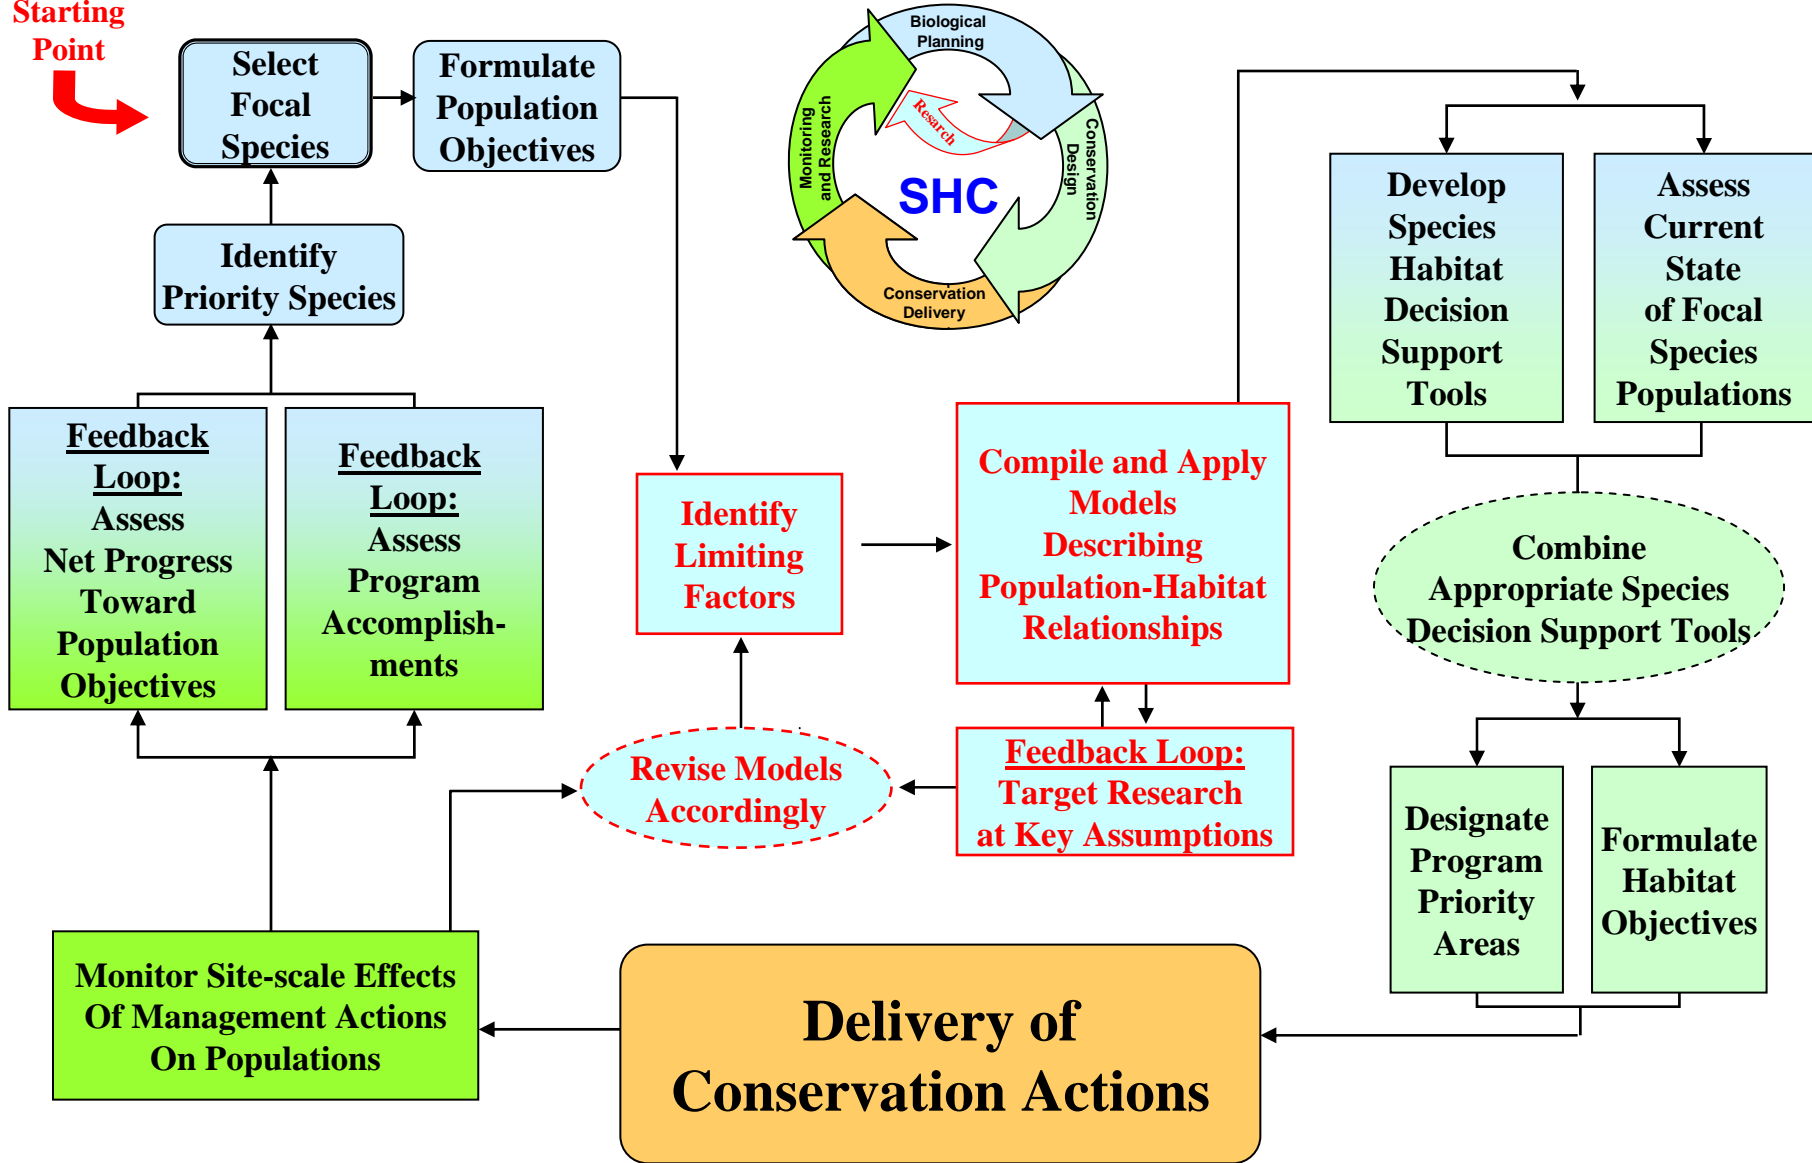 Starting
Point
Select
Focal
Species
Formulate
Population
Objectives
Identify
Priority Species
Feedback
Loop:
Assess
Net Progress
Toward
Population
Objectives
Feedback
Loop:
Assess
Program
Accomplish-
ments
Monitor Site-scale Effects
Of Management Actions
On Populations
Biological
Planning
Conservation
Design
Conservation
Delivery
Monitoring
and Research
Resarch
SHC
Identify
Limiting
Factors
Compile and Apply
Models
Describing
Population-Habitat
Relationships
Revise Models
Accordingly
Feedback Loop:
Target Research
at Key Assumptions
Develop
Species
Habitat
Decision
Support
Tools
Assess
Current
State
of Focal
Species
Populations
Combine
Appropriate Species
Decision Support Tools
Designate
Program
Priority
Areas
Formulate
Habitat
Objectives
Delivery of
Conservation Actions